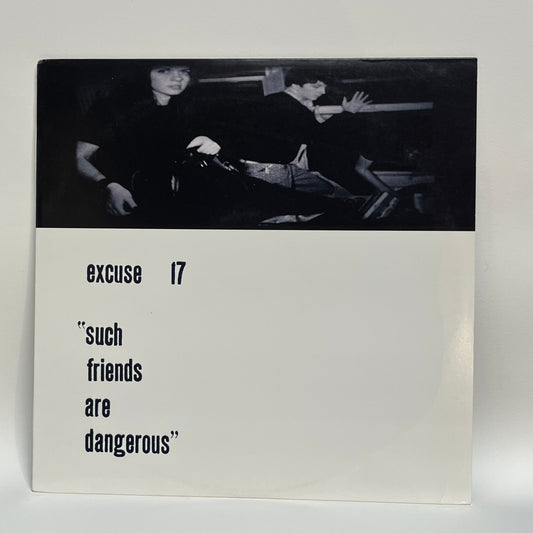 excuse 17
“such
friends
are
dangerous”